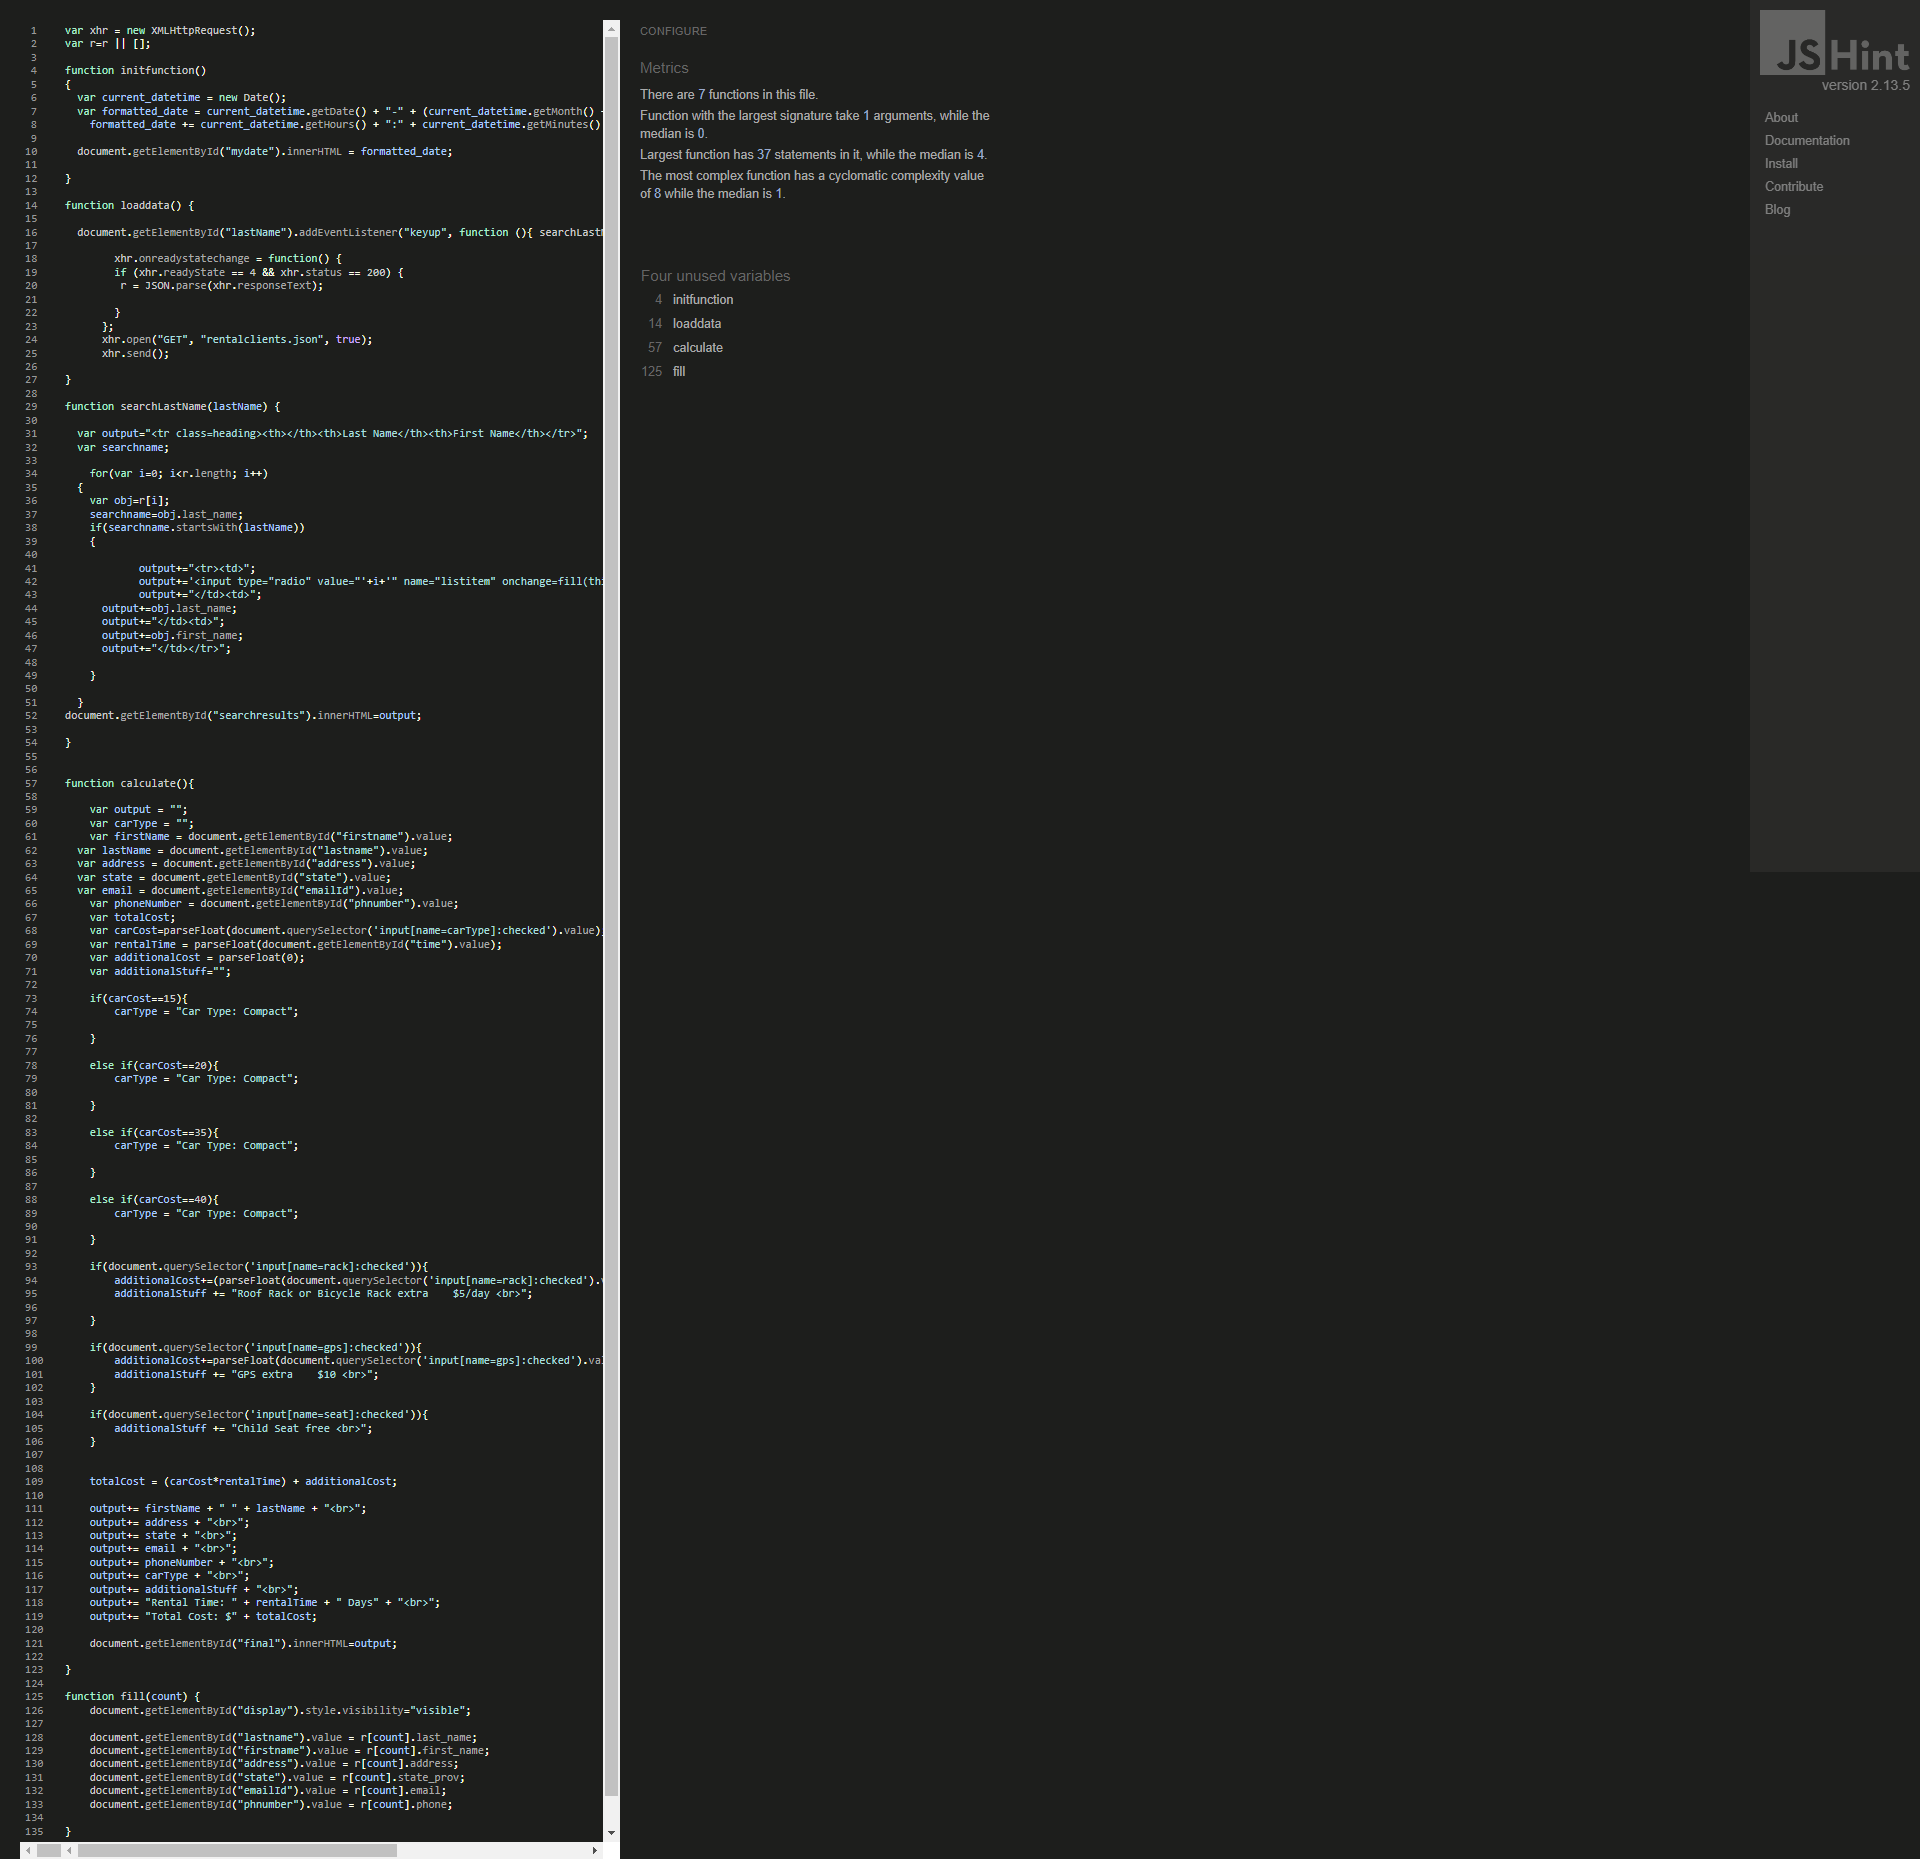 1 var xhr = new XMLHttpRequest();
2 var r=r || [];
3
4 function initfunction()
5 {
6 var current_datetime = new Date();
7 var formatted_date = current_datetime.getDate() + "-" + (current_datetime.getMonth() +
8 formatted_date += current_datetime.getHours() + ":" + current_datetime.getMinutes()
9
10 document.getElementById("mydate").innerHTML = formatted_date;
11
12 }
13
14 function loaddata() {
15
16 document.getElementById("lastName").addEventListener("keyup", function (){ searchLastN
17
18 xhr.onreadystatechange = function() {
19 if (xhr.readyState == 4 && xhr.status == 200) {
20 r = JSON.parse(xhr.responseText);
21
22 }
23 };
24 xhr.open("GET", "rentalclients.json", true);
25 xhr.send();
26
27 }
28
29 function searchLastName(lastName) {
30
31 var output="<tr class=heading><th></th><th>Last Name</th><th>First Name</th></tr>";
32 var searchname;
33
34 for(var i=0; i<r.length; i++)
35 {
36 var obj=r[i];
37 searchname=obj.last_name;
38 if(searchname.startsWith(lastName))
39 {
40
41 output+="<tr><td>";
42 output+='<input type="radio" value="'+i+'" name="listitem" onchange=fill(thi
43 output+="</td><td>";
44 output+=obj.last_name;
45 output+="</td><td>";
46 output+=obj.first_name;
47 output+="</td></tr>";
48
49 }
50
51 }
52 document.getElementById("searchresults").innerHTML=output;
53
54 }
55
56
57 function calculate(){
58
59 var output = "";
60 var carType = "";
61 var firstName = document.getElementById("firstname").value;
62 var lastName = document.getElementById("lastname").value;
63 var address = document.getElementById("address").value;
64 var state = document.getElementById("state").value;
65 var email = document.getElementById("emailId").value;
66 var phoneNumber = document.getElementById("phnumber").value;
67 var totalCost;
68 var carCost=parseFloat(document.querySelector('input[name=carType]:checked').value);
69 var rentalTime = parseFloat(document.getElementById("time").value);
70 var additionalCost = parseFloat(0);
71 var additionalStuff="";
72
73 if(carCost==15){
74 carType = "Car Type: Compact";
75
76 }
77
78 else if(carCost==20){
79 carType = "Car Type: Compact";
80
81 }
82
83 else if(carCost==35){
84 carType = "Car Type: Compact";
85
86 }
87
88 else if(carCost==40){
89 carType = "Car Type: Compact";
90
91 }
92
93 if(document.querySelector('input[name=rack]:checked')){
94 additionalCost+=(parseFloat(document.querySelector('input[name=rack]:checked').v
95 additionalStuff += "Roof Rack or Bicycle Rack extra    $5/day <br>";
96
97 }
98
99 if(document.querySelector('input[name=gps]:checked')){
100 additionalCost+=parseFloat(document.querySelector('input[name=gps]:checked').val
101 additionalStuff += "GPS extra    $10 <br>";
102 }
103
104 if(document.querySelector('input[name=seat]:checked')){
105 additionalStuff += "Child Seat free <br>";
106 }
107
108
109 totalCost = (carCost*rentalTime) + additionalCost;
110
111 output+= firstName + " " + lastName + "<br>";
112 output+= address + "<br>";
113 output+= state + "<br>";
114 output+= email + "<br>";
115 output+= phoneNumber + "<br>";
116 output+= carType + "<br>";
117 output+= additionalStuff + "<br>";
118 output+= "Rental Time: " + rentalTime + " Days" + "<br>";
119 output+= "Total Cost: $" + totalCost;
120
121 document.getElementById("final").innerHTML=output;
122
123 }
124
125 function fill(count) {
126 document.getElementById("display").style.visibility="visible";
127
128 document.getElementById("lastname").value = r[count].last_name;
129 document.getElementById("firstname").value = r[count].first_name;
130 document.getElementById("address").value = r[count].address;
131 document.getElementById("state").value = r[count].state_prov;
132 document.getElementById("emailId").value = r[count].email;
133 document.getElementById("phnumber").value = r[count].phone;
134
135 }
CONFIGURE
Metrics
There are 7 functions in this file.
Function with the largest signature take 1 arguments, while the
median is 0.
Largest function has 37 statements in it, while the median is 4.
The most complex function has a cyclomatic complexity value
of 8 while the median is 1.
Four unused variables
4 initfunction
14 loaddata
57 calculate
125 fill
JSHint
version 2.13.5
About
Documentation
Install
Contribute
Blog